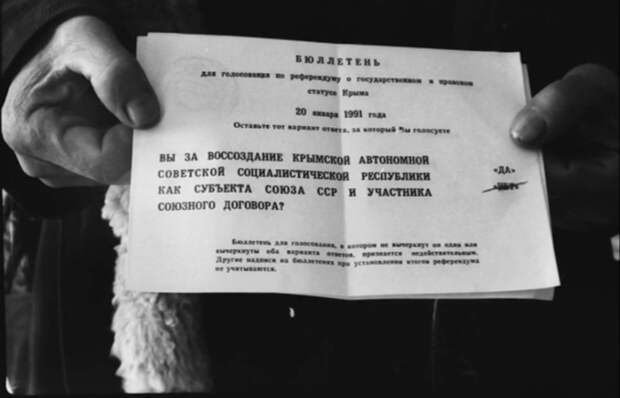 БЮЛЛЕТЕНЬ
для голосования по референдуму о государственном и правовом
статусе Крыма
20 января 1991 года
Оставьте тот вариант ответа, за который Вы голосуете
ВЫ ЗА ВОССОЗДАНИЕ КРЫМСКОЙ АВТОНОМНОЙ
СОВЕТСКОЙ СОЦИАЛИСТИЧЕСКОЙ РЕСПУБЛИКИ
КАК СУБЪЕКТА СОЮЗА ССР И УЧАСТНИКА
СОЮЗНОГО ДОГОВОРА?
«ДА»
«НЕТ»
Бюллетень для голосования, в котором не вычеркнут ни один или
вычеркнуты оба варианта ответов, признается недействительным.
Другие надписи на бюллетенях при установлении итогов референдума
не учитываются.